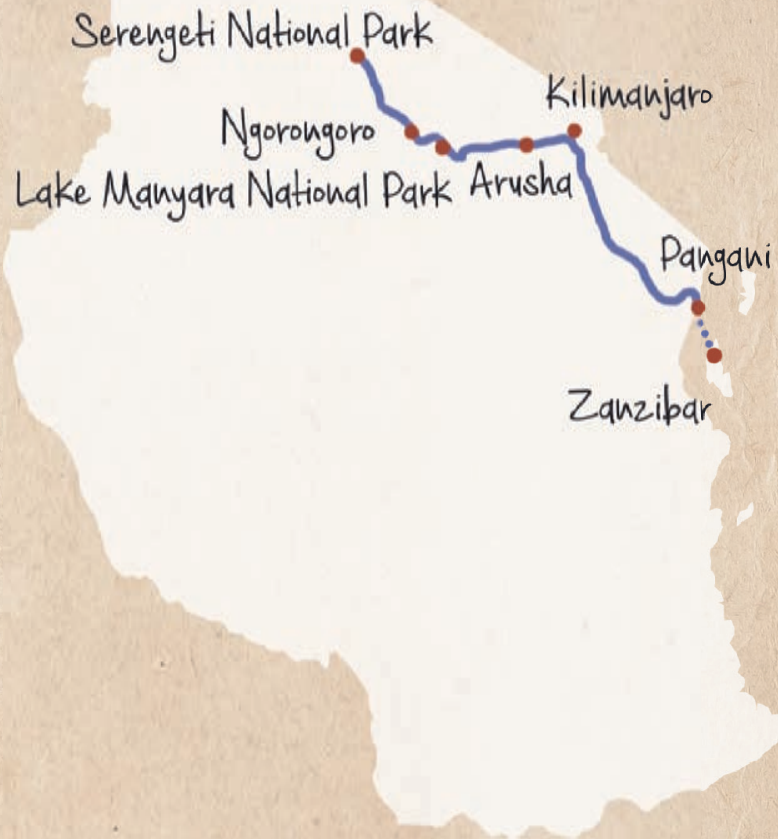 Serengeti National Park
Kilimanjaro
Ngorongoro
Lake Manyara National Park
Arusha
Pangani
Zanzibar